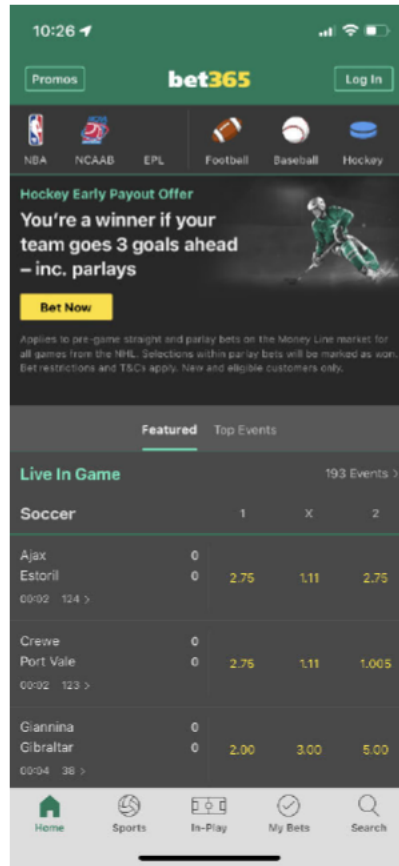 10:26
Promos bet365 Log In
NBA NCAAB EPL Football Baseball Hockey
Hockey Early Payout Offer
You're a winner if your
team goes 3 goals ahead
– inc. parlays
Bet Now
Applies to pre-game straight and parlay bets on the Money Line market for
all games from the NHL. Selections within parlay bets will be marked as won.
Bet restrictions and T&Cs apply. New and eligible customers only.
Featured Top Events
Live In Game 193 Events >
Soccer 1 X 2
Ajax 0
Estoril 0 2.75 1.11 2.75
00:02 124 >
Crewe 0
Port Vale 0 2.75 1.11 1.005
00:02 123 >
Giannina 0
Gibraltar 0 2.00 3.00 5.00
00:04 38 >
Home Sports In-Play My Bets Search